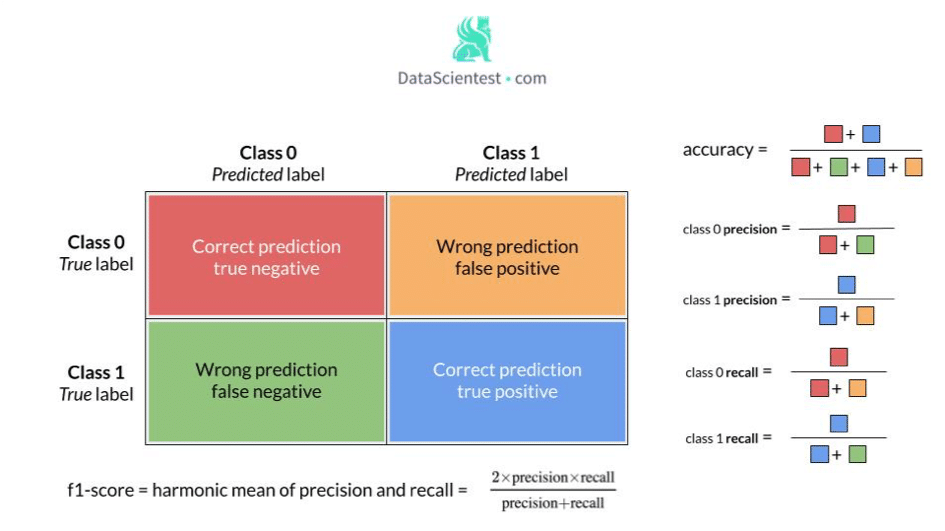 DataScientest • com
Class 0
Predicted label
Class 1
Predicted label
Class 0
True label
Correct prediction
true negative
Wrong prediction
false positive
Class 1
True label
Wrong prediction
false negative
Correct prediction
true positive
f1-score = harmonic mean of precision and recall = 2×precision×recall
precision+recall
accuracy =
+
+ + +
class 0 precision =
+
class 1 precision =
+
class 0 recall =
+
class 1 recall =
+